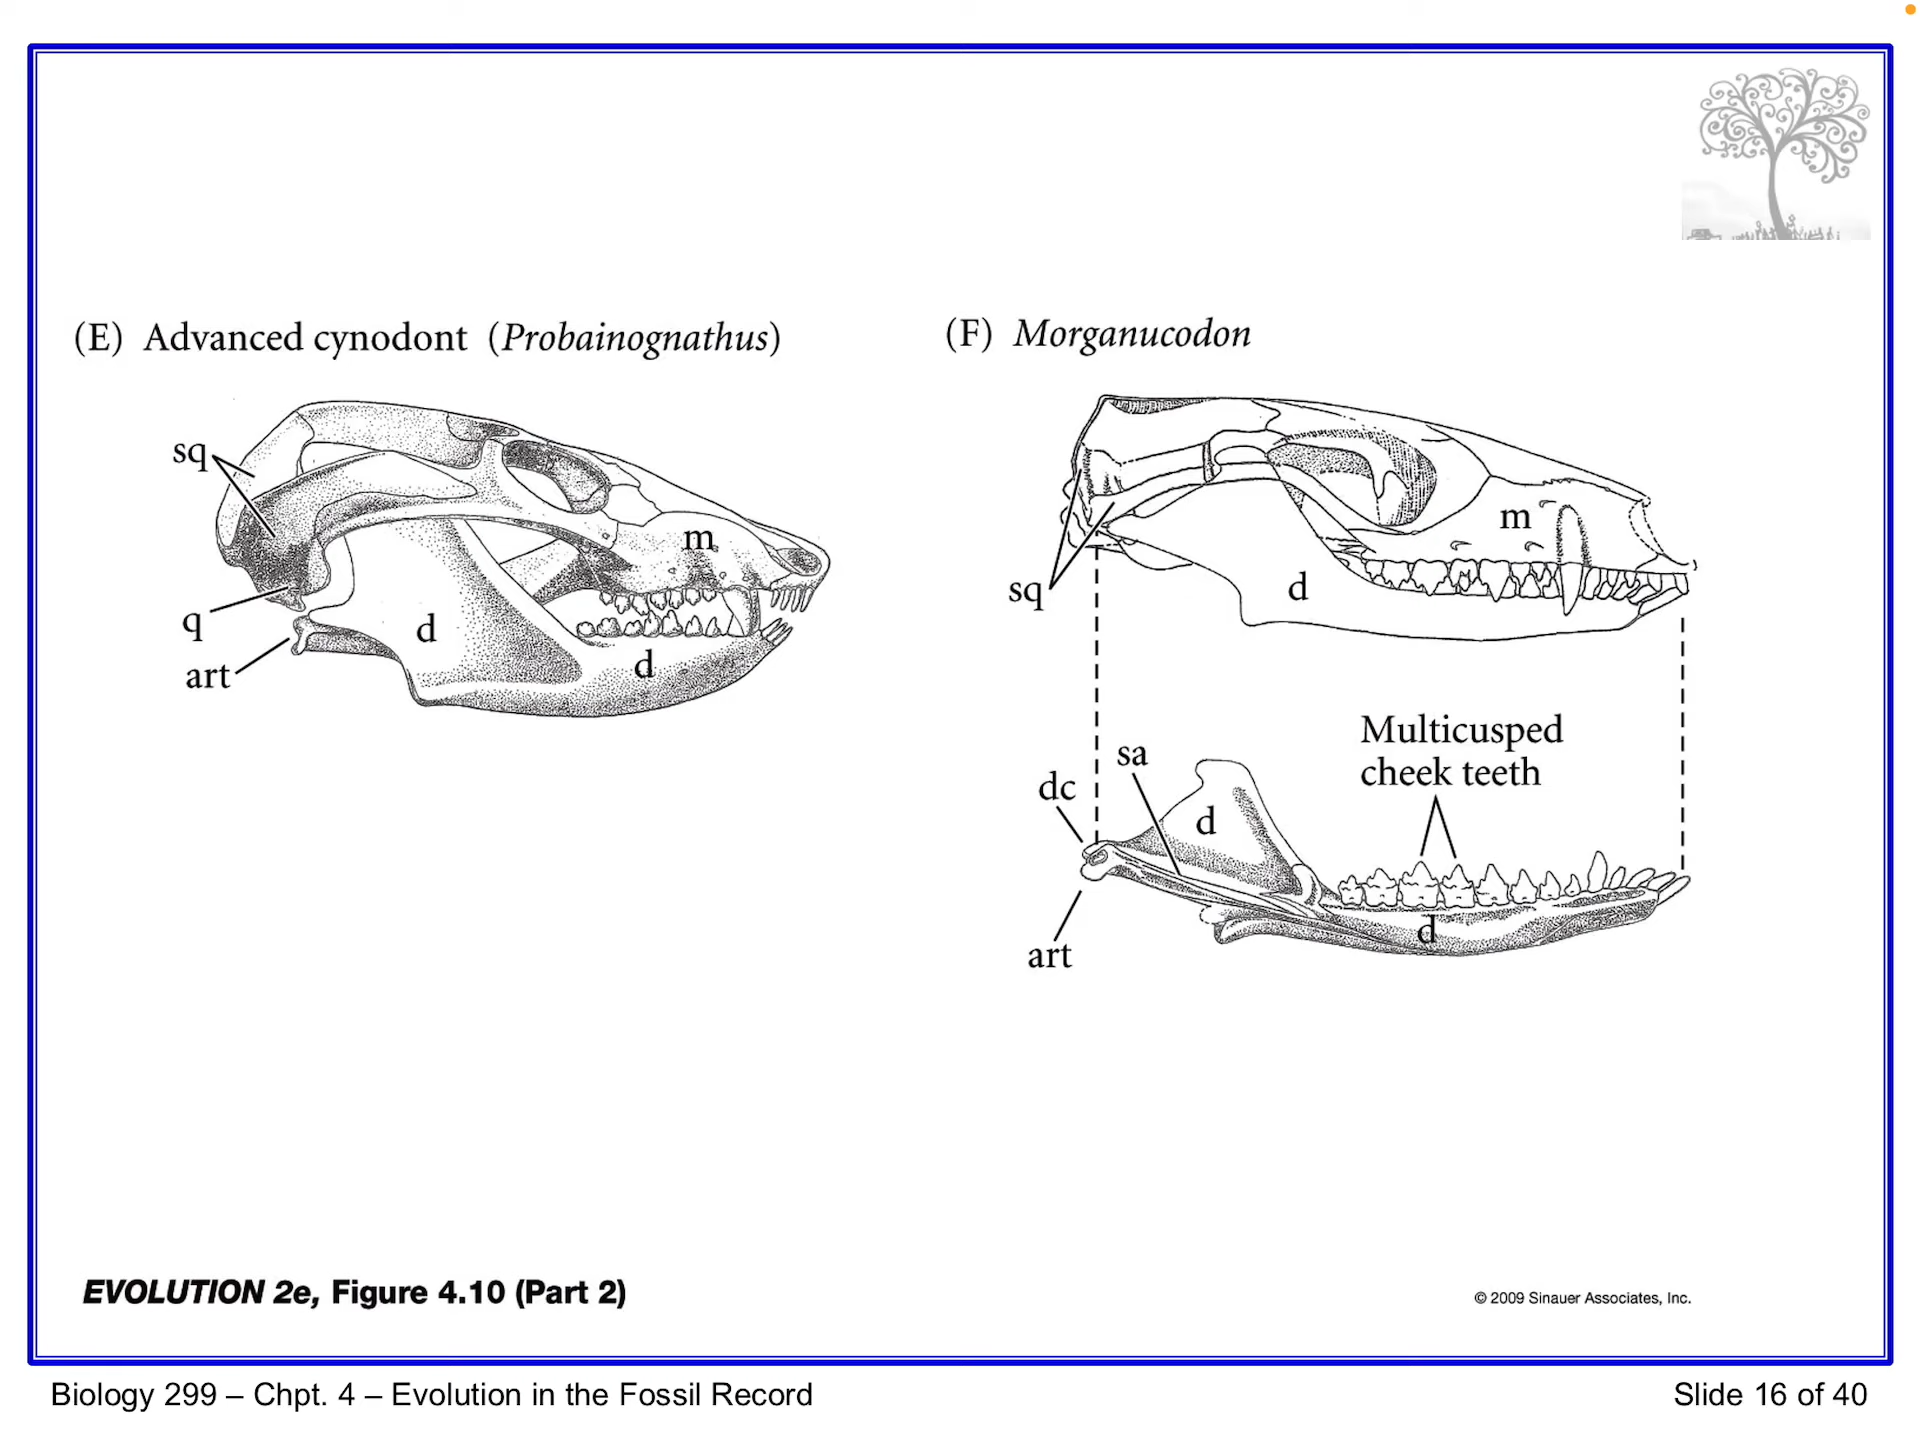 (E) Advanced cynodont (Probainognathus)
sq
m
q
d
art
d
(F) Morganucodon
m
sq
d
Multicusped
cheek teeth
sa
dc
d
d
art
EVOLUTION 2e, Figure 4.10 (Part 2)
© 2009 Sinauer Associates, Inc.
Biology 299 – Chpt. 4 – Evolution in the Fossil Record
Slide 16 of 40